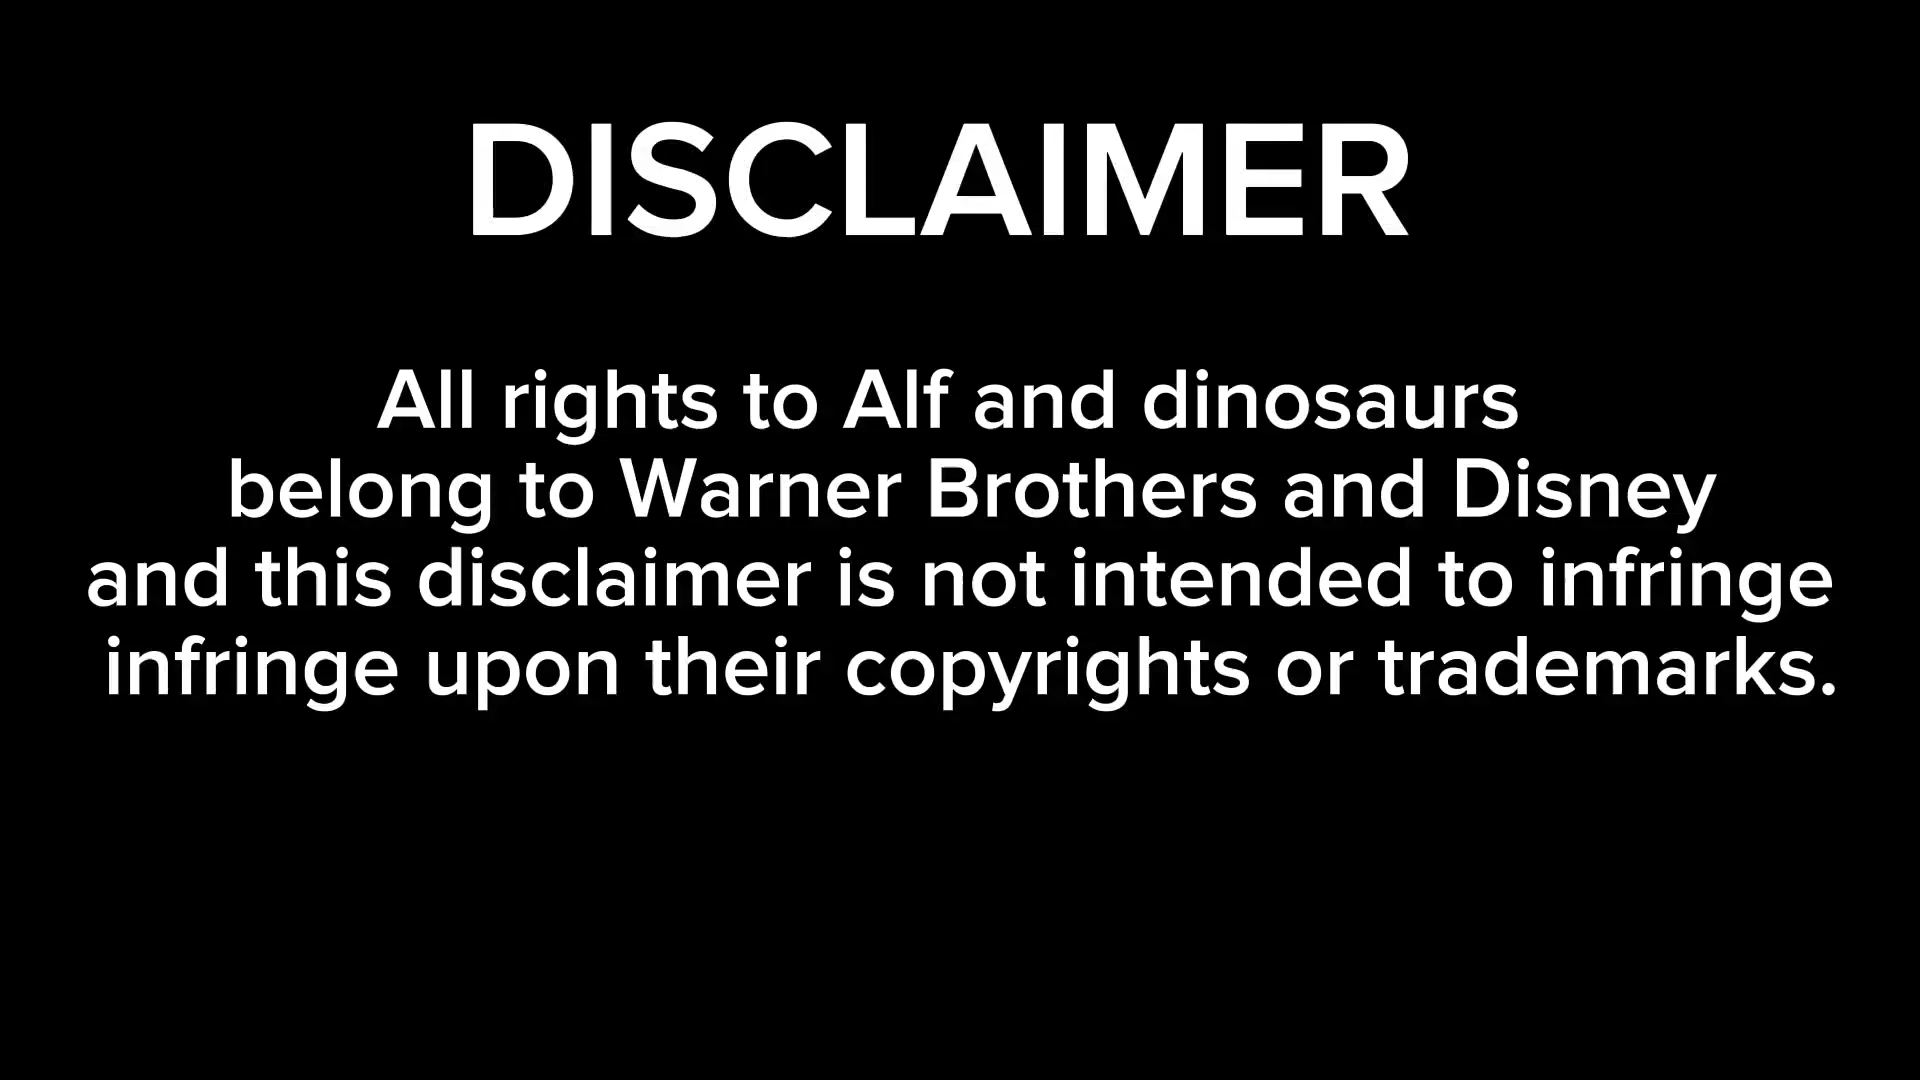 DISCLAIMER
All rights to Alf and dinosaurs
belong to Warner Brothers and Disney
and this disclaimer is not intended to infringe
infringe upon their copyrights or trademarks.